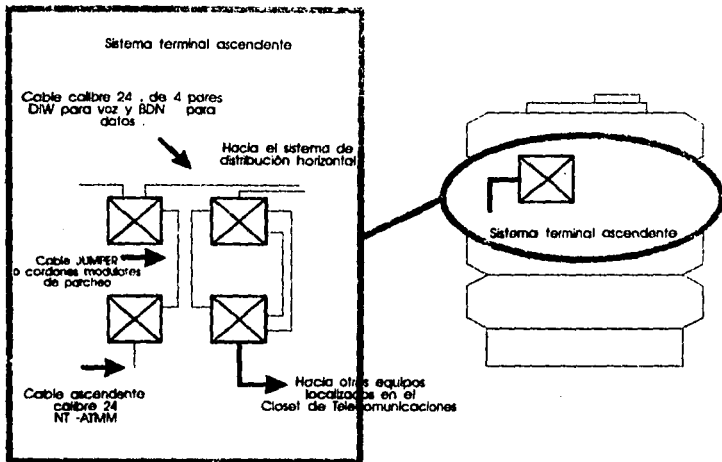 Sistema terminal ascendente
Cable calibre 24 , de 4 pares
DIW para voz y BDN para
datos .
Hacia el sistema de
distribución horizontal
Cable JUMPER
o cordones modulates
de parcheo
Cable ascendente
calibre 24
NT -ATMM
Hacia otros equipos
localizados en el
Closet de Telecomunicaciones
Sistema terminal ascendente